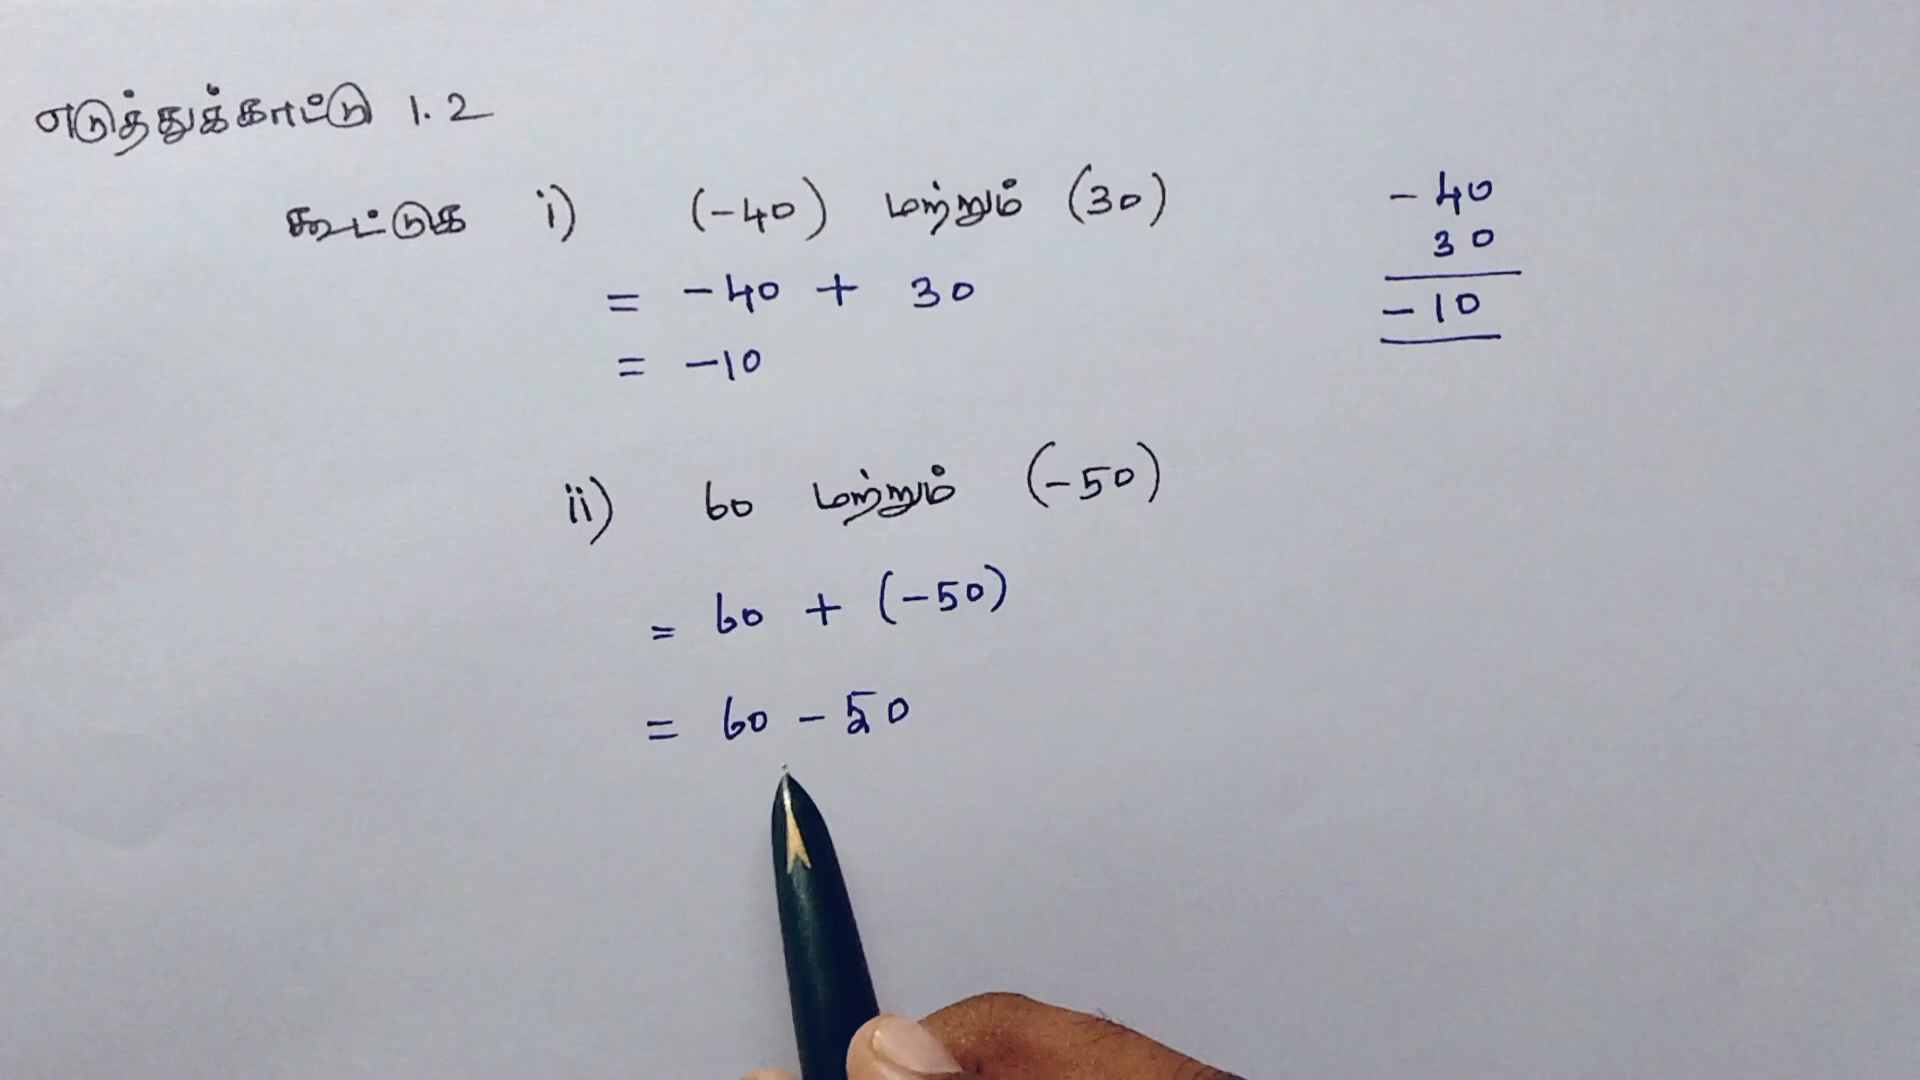 எடுத்துக்காட்டு 1.2
கூட்டுக i) (-40) மற்றும் (30)
= -40 + 30
= -10
- 40
30
- 10
ii) 60 மற்றும் (-50)
= 60 + (-50)
= 60 - 50